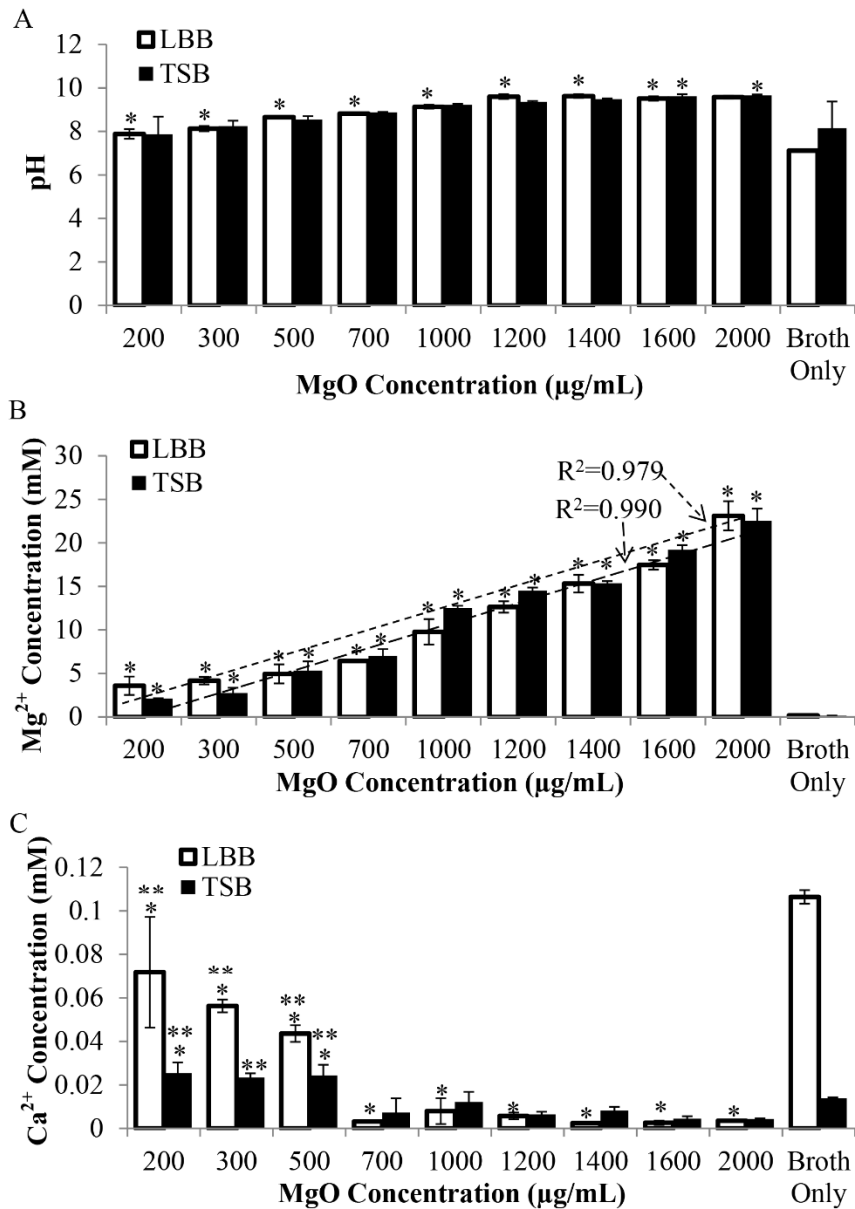 A
12
10
8
6
4
2
0
pH
LBB
TSB
* * * * * * * * * *
200 300 500 700 1000 1200 1400 1600 2000 Broth
Only
MgO Concentration (µg/mL)
B
30
25
20
15
10
5
0
Mg²⁺ Concentration (mM)
LBB
TSB
R²=0.979
R²=0.990
* * * * * * * * * * * * * * * * * *
200 300 500 700 1000 1200 1400 1600 2000 Broth
Only
MgO Concentration (µg/mL)
C
0.12
0.1
0.08
0.06
0.04
0.02
0
Ca²⁺ Concentration (mM)
LBB
TSB
** ** ** ** ** **
* * * * * * * * * * *
200 300 500 700 1000 1200 1400 1600 2000 Broth
Only
MgO Concentration (µg/mL)